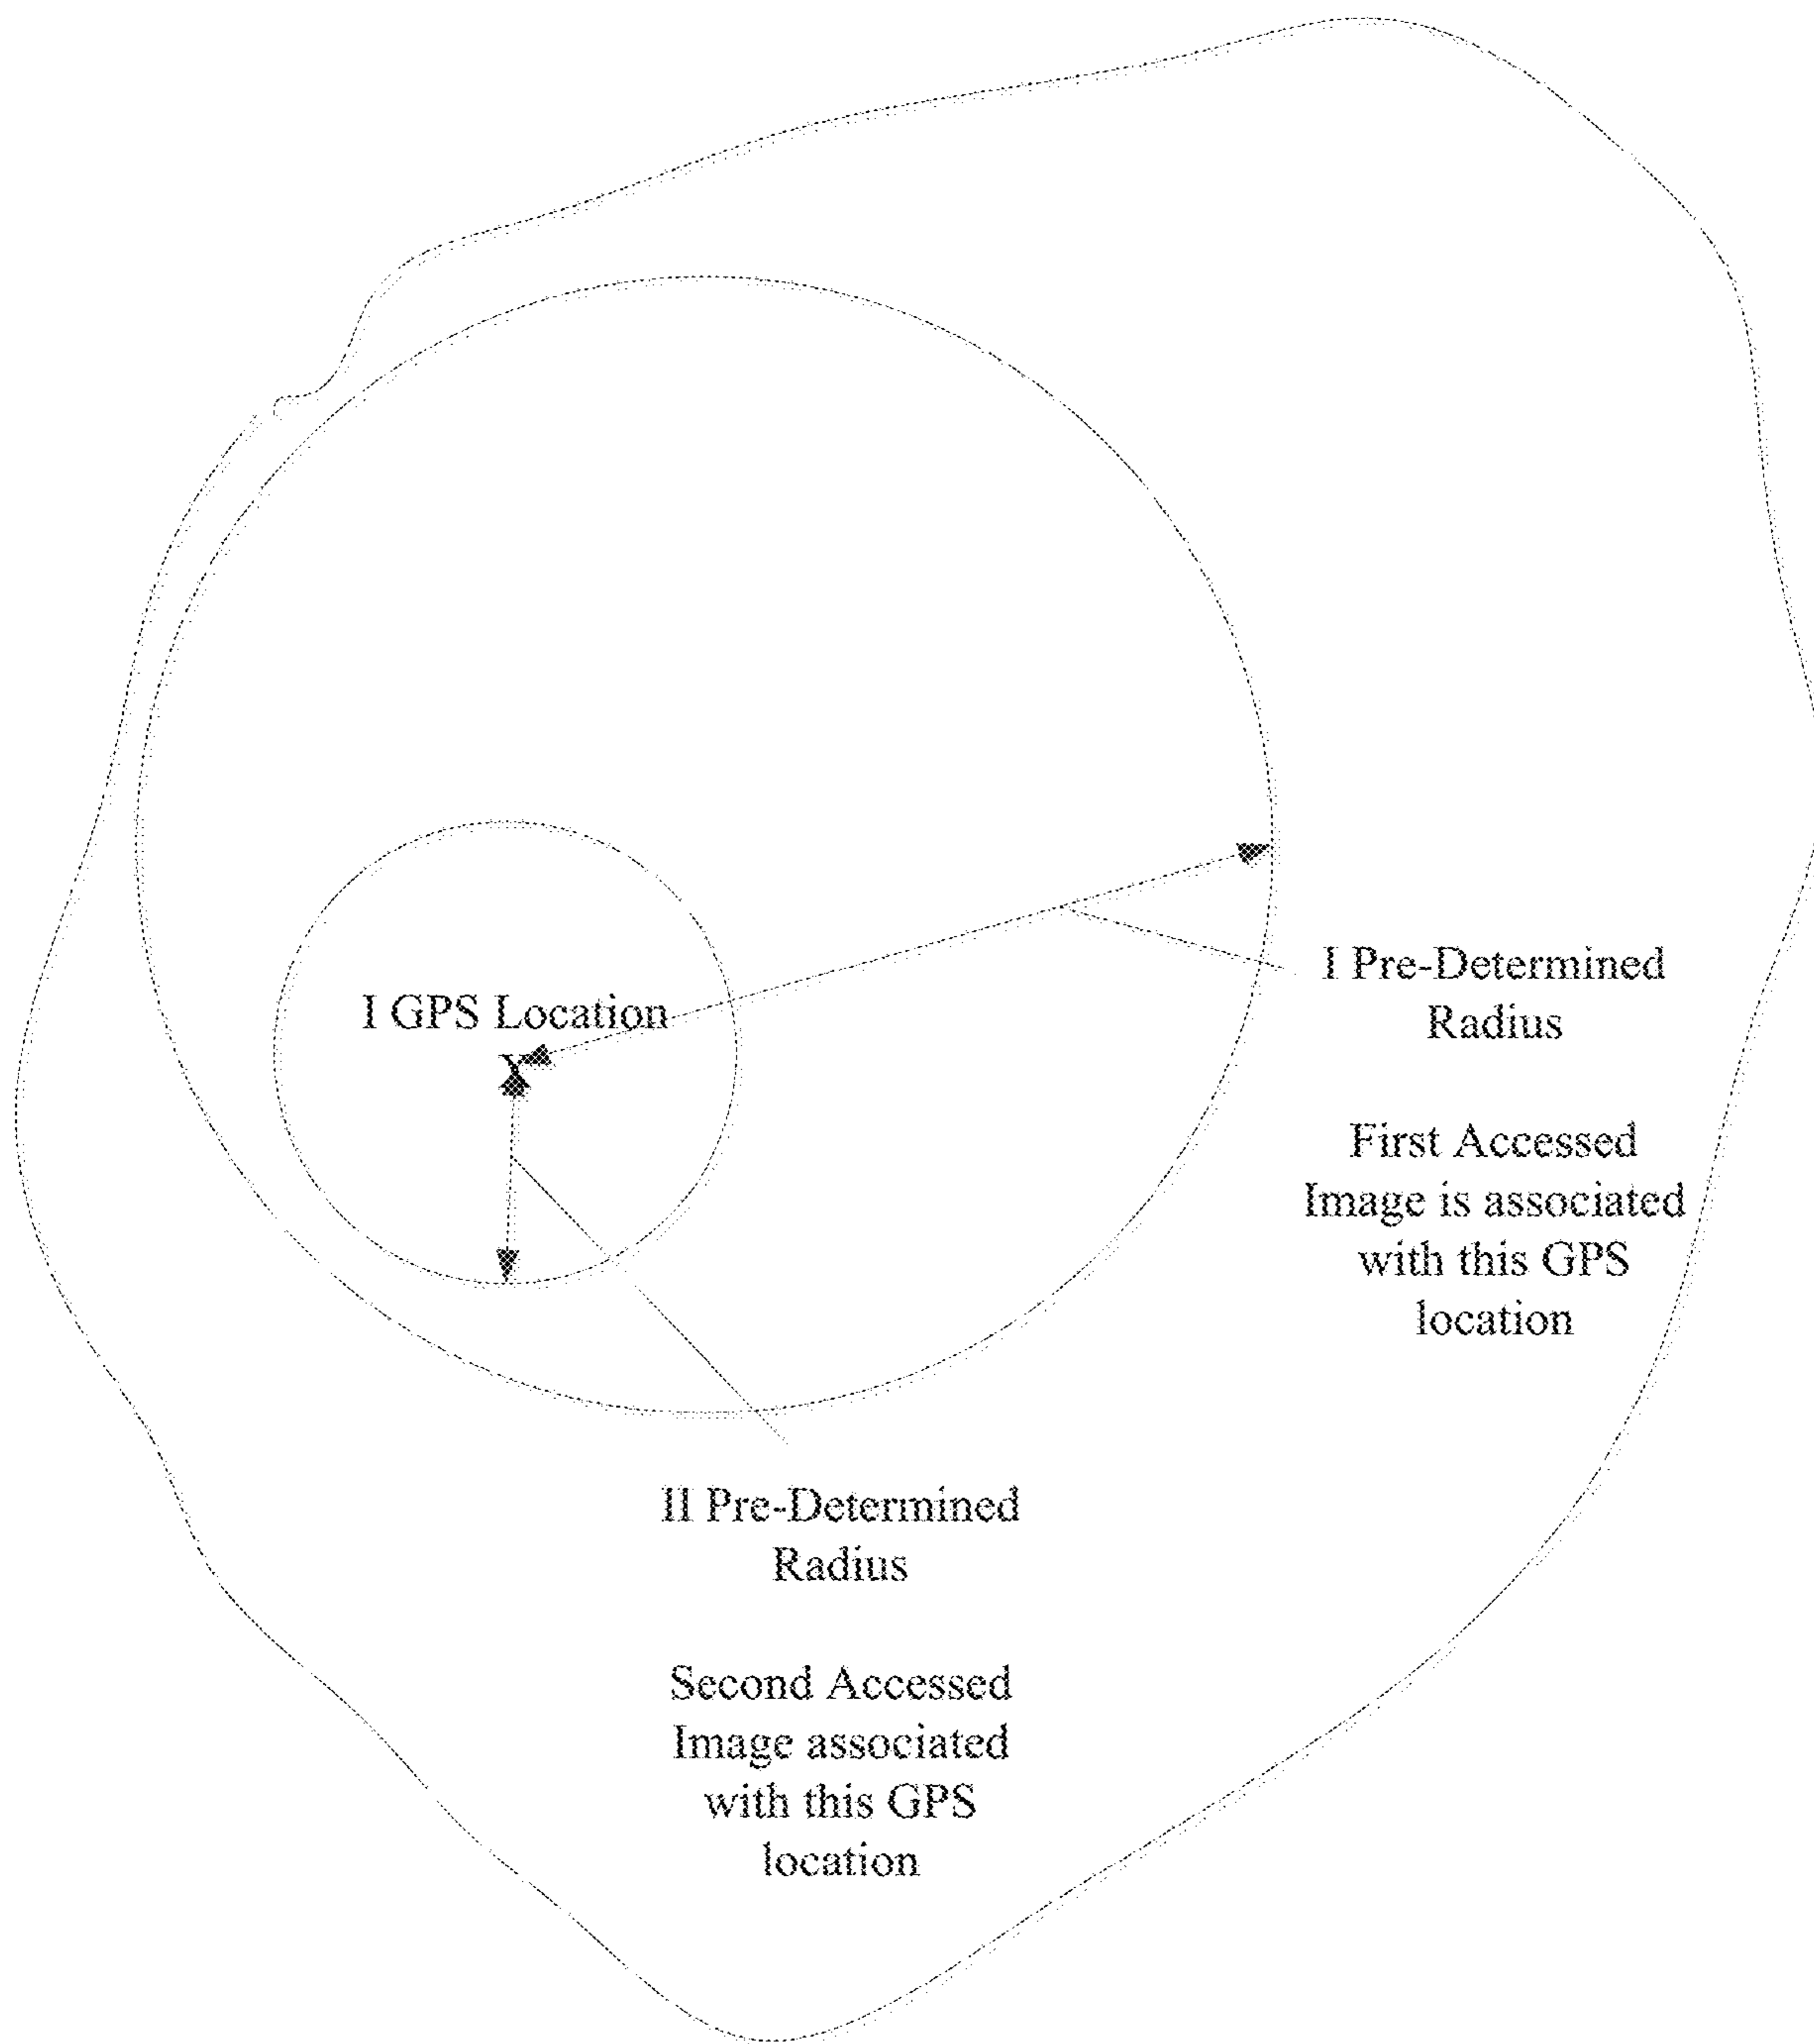 I GPS Location
X
I Pre-Determined
Radius
First Accessed
Image is associated
with this GPS
location
II Pre-Determined
Radius
Second Accessed
Image associated
with this GPS
location